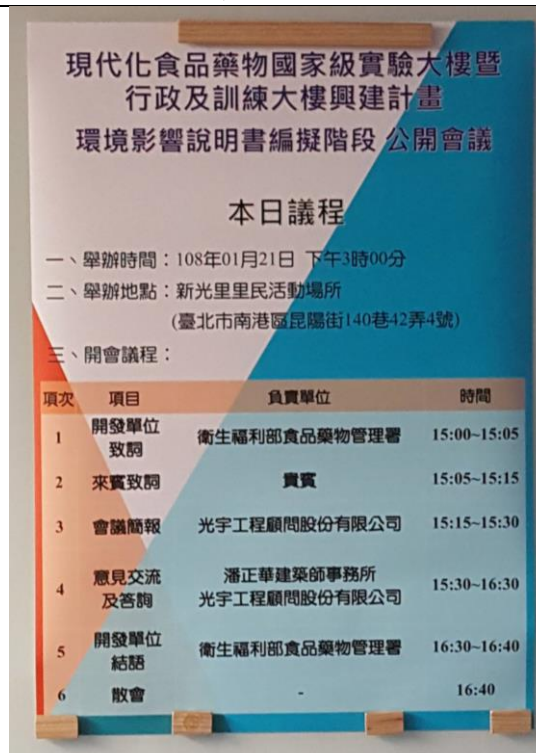 現代化食品藥物國家級實驗大樓暨
行政及訓練大樓興建計畫
環境影響說明書編擬階段 公開會議
本日議程
一、舉辦時間：108年01月21日 下午3時00分
二、舉辦地點：新光里里民活動場所
(臺北市南港區昆陽街140巷42弄4號)
三、開會議程：
項次 項目 負責單位 時間
1 開發單位致詞 衛生福利部食品藥物管理署 15:00~15:05
2 來賓致詞 貴賓 15:05~15:15
3 會議簡報 光宇工程顧問股份有限公司 15:15~15:30
4 意見交流及答詢 潘正華建築師事務所 光宇工程顧問股份有限公司 15:30~16:30
5 開發單位結語 衛生福利部食品藥物管理署 16:30~16:40
6 散會 - 16:40